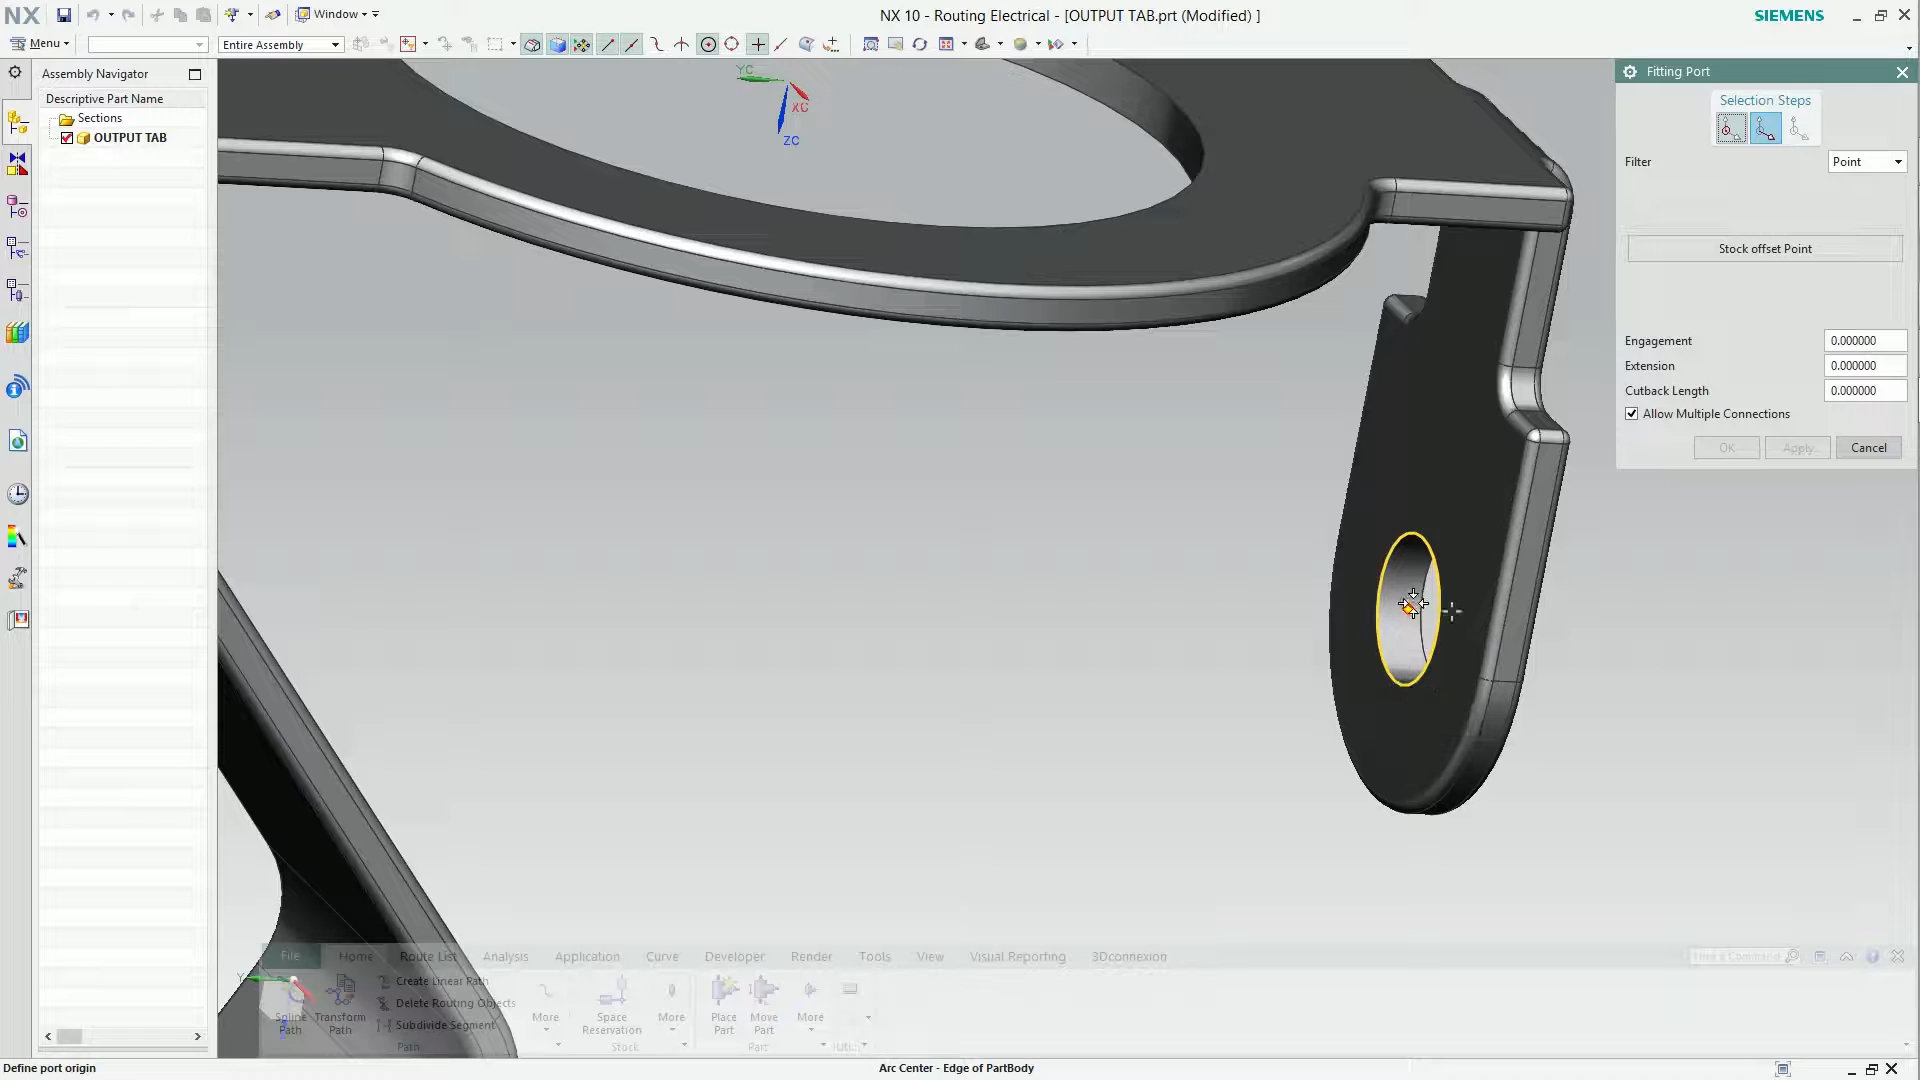 NX
Window
NX 10 - Routing Electrical - [OUTPUT TAB.prt (Modified) ]
SIEMENS
Menu
Entire Assembly
Assembly Navigator
Descriptive Part Name
Sections
OUTPUT TAB
YC
XC
ZC
Fitting Port
Selection Steps
Filter
Point
Stock offset Point
Engagement
0.000000
Extension
0.000000
Cutback Length
0.000000
Allow Multiple Connections
OK
Apply
Cancel
File
Home
Route List
Analysis
Application
Curve
Developer
Render
Tools
View
Visual Reporting
3Dconnexion
Spline Path
Transform Path
Create Linear Path
Delete Routing Objects
Subdivide Segment
Path
More
Space Reservation
More
Stock
Place Part
Move Part
More
Part
Define port origin
Arc Center - Edge of PartBody